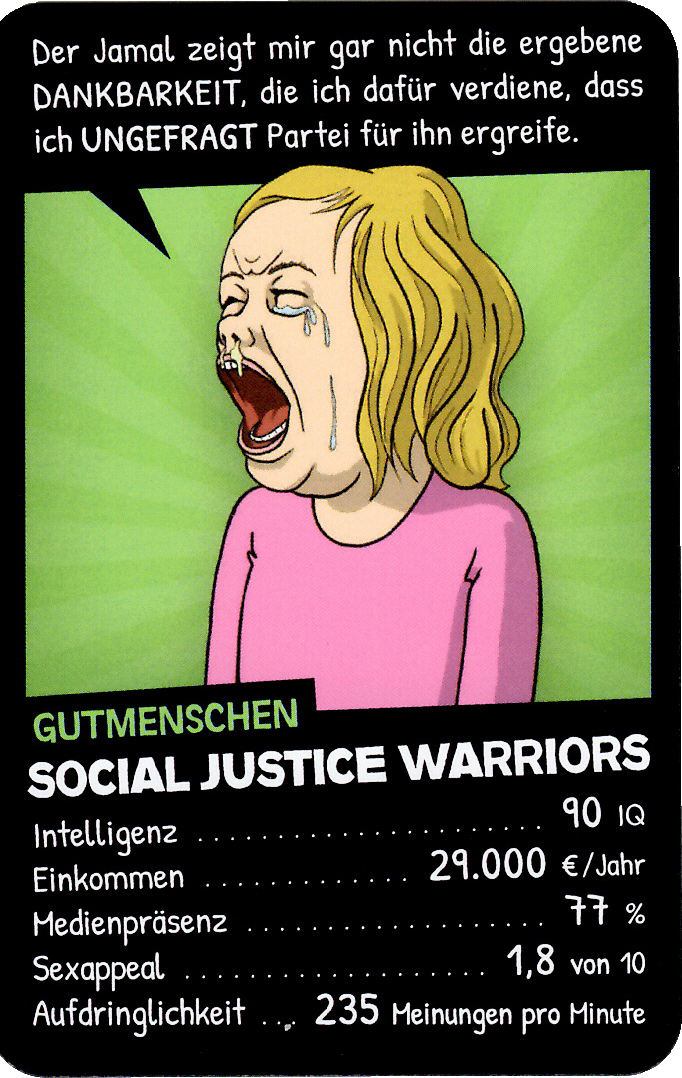 Der Jamal zeigt mir gar nicht die ergebene
DANKBARKEIT, die ich dafür verdiene, dass
ich UNGEFRAGT Partei für ihn ergreife.
GUTMENSCHEN
SOCIAL JUSTICE WARRIORS
Intelligenz ........................ 90 IQ
Einkommen ............. 29.000 €/Jahr
Medienpräsenz .................... 77 %
Sexappeal ..................... 1,8 von 10
Aufdringlichkeit ... 235 Meinungen pro Minute